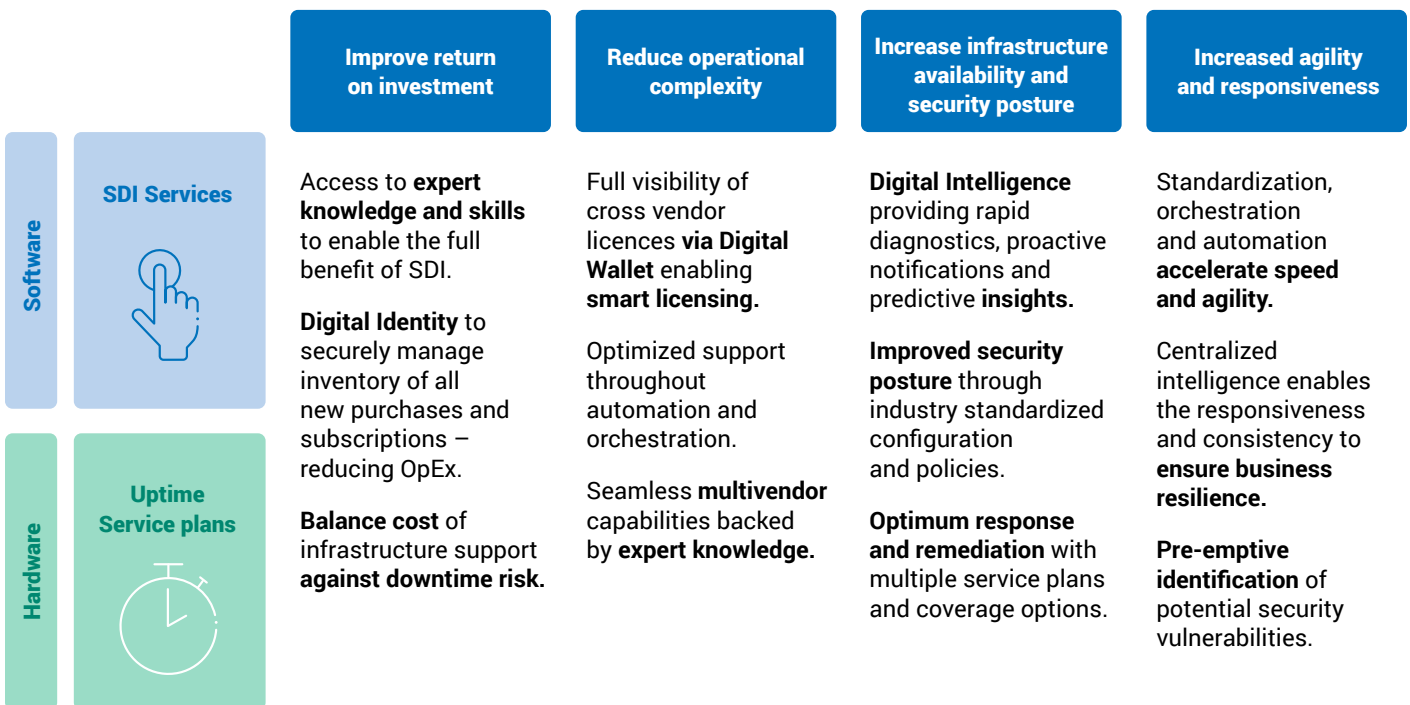 Improve return
on investment
Reduce operational
complexity
Increase infrastructure
availability and
security posture
Increased agility
and responsiveness
Software
SDI Services
Hardware
Uptime
Service plans
Access to expert
knowledge and skills
to enable the full
benefit of SDI.
Digital Identity to
securely manage
inventory of all
new purchases and
subscriptions –
reducing OpEx.
Balance cost of
infrastructure support
against downtime risk.
Full visibility of
cross vendor
licences via Digital
Wallet enabling
smart licensing.
Optimized support
throughout
automation and
orchestration.
Seamless multivendor
capabilities backed
by expert knowledge.
Digital Intelligence
providing rapid
diagnostics, proactive
notifications and
predictive insights.
Improved security
posture through
industry standardized
configuration
and policies.
Optimum response
and remediation with
multiple service plans
and coverage options.
Standardization,
orchestration
and automation
accelerate speed
and agility.
Centralized
intelligence enables
the responsiveness
and consistency to
ensure business
resilience.
Pre-emptive
identification of
potential security
vulnerabilities.